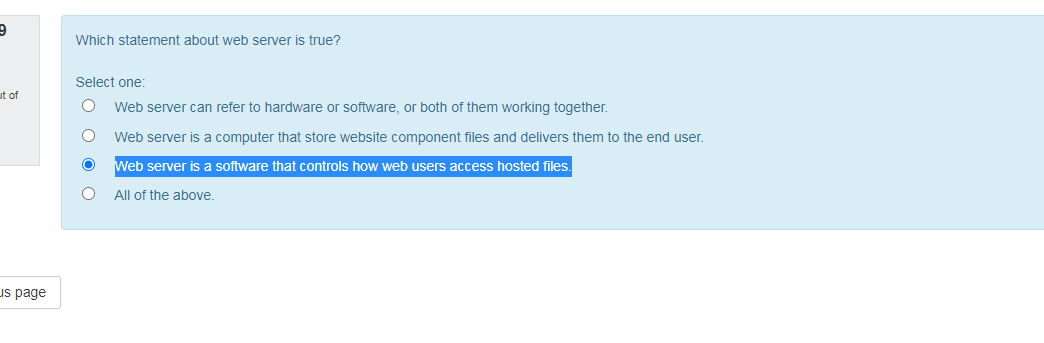 9
Which statement about web server is true?
Select one:
ut of
Web server can refer to hardware or software, or both of them working together.
Web server is a computer that store website component files and delivers them to the end user.
Web server is a software that controls how web users access hosted files.
All of the above.
us page